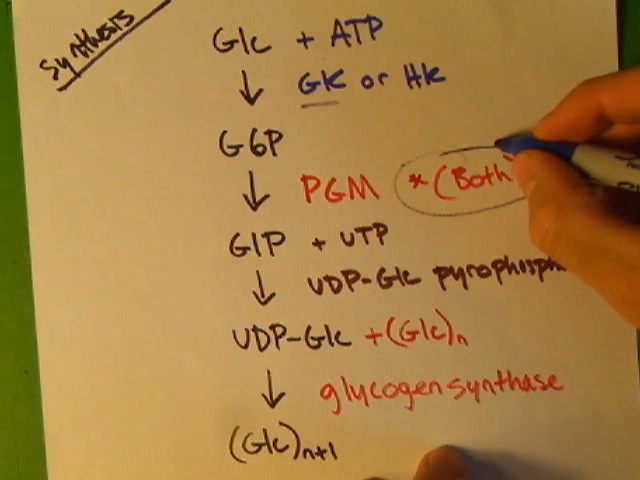 Synthesis
Glc + ATP
↓ GK or HK
G6P
↓ PGM *(Both
G1P + UTP
↓ UDP-Glc
UDP-Glc +(Glc)n
↓ glycogen synthase
(Glc)n+1